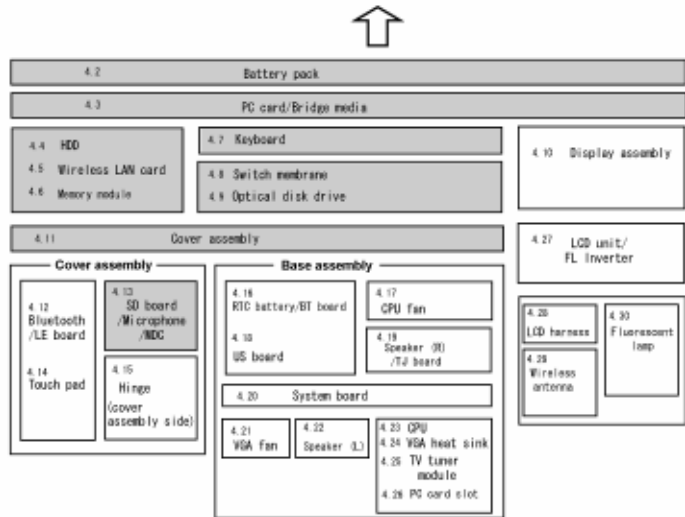 4.2 Battery pack
4.3 PC card/Bridge media
4.4 HDD
4.5 Wireless LAN card
4.6 Memory module
4.7 Keyboard
4.8 Switch membrane
4.9 Optical disk drive
4.10 Display assembly
4.11 Cover assembly
4.27 LCD unit/
FL Inverter
Cover assembly
4.12
Bluetooth
/LE board
4.14
Touch pad
4.13
SD board
/Microphone
/MDC
4.15
Hinge
(cover
assembly side)
Base assembly
4.16
RTC battery/BT board
4.18
US board
4.17
CPU fan
4.19
Speaker (R)
/TJ board
4.20 System board
4.21
VGA fan
4.22
Speaker (L)
4.23 CPU
4.24 VGA heat sink
4.25 TV tuner
module
4.26 PC card slot
4.28
LCD harness
4.29
Wireless
antenna
4.30
Fluorescent
lamp